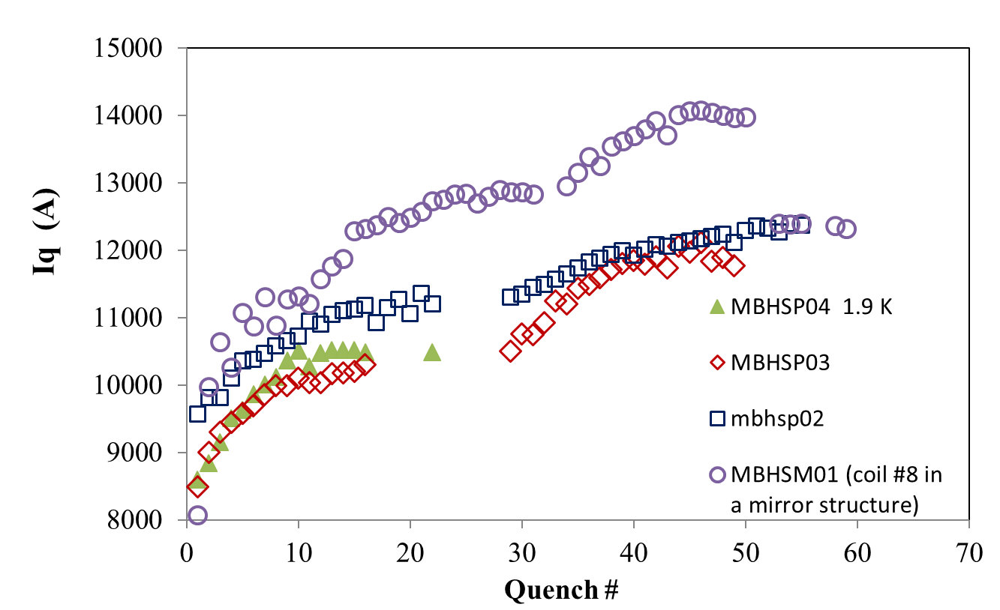 15000
14000
13000
12000
11000
10000
9000
8000
Iq (A)
MBHSP04 1.9 K
MBHSP03
mbhsp02
MBHSM01 (coil #8 in
a mirror structure)
0 10 20 30 40 50 60 70
Quench #